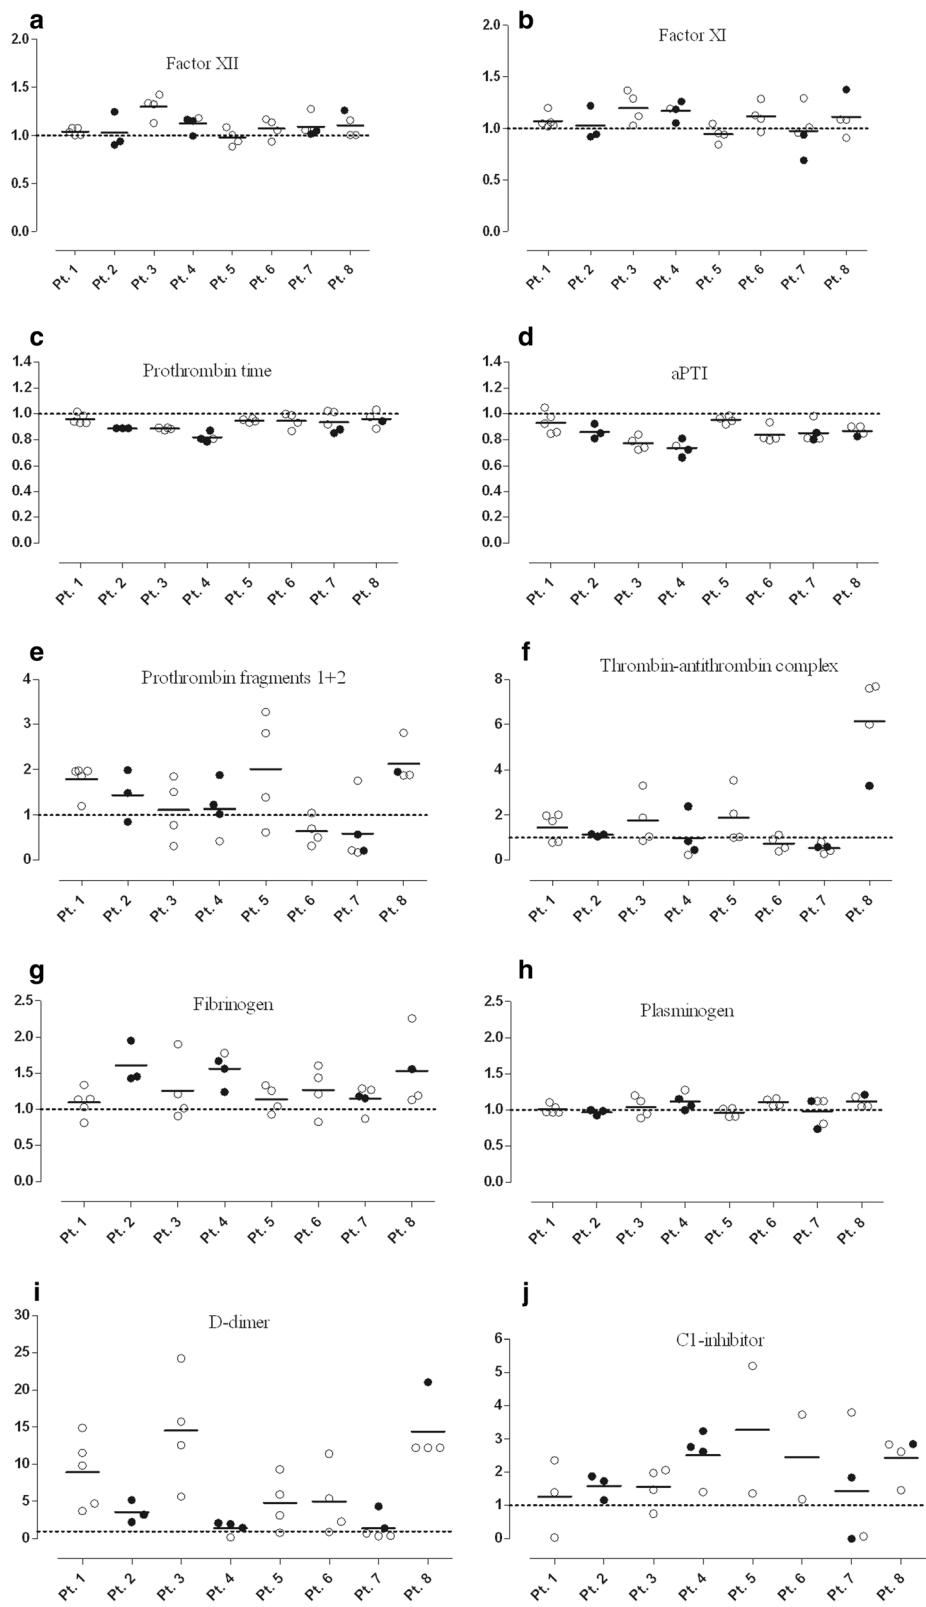 a
Factor XII
2.0
1.5
1.0
0.5
0.0
Pt. 1 Pt. 2 Pt. 3 Pt. 4 Pt. 5 Pt. 6 Pt. 7 Pt. 8
b
Factor XI
2.0
1.5
1.0
0.5
0.0
Pt. 1 Pt. 2 Pt. 3 Pt. 4 Pt. 5 Pt. 6 Pt. 7 Pt. 8
c
Prothrombin time
1.4
1.2
1.0
0.8
0.6
0.4
0.2
0.0
Pt. 1 Pt. 2 Pt. 3 Pt. 4 Pt. 5 Pt. 6 Pt. 7 Pt. 8
d
aPTI
1.4
1.2
1.0
0.8
0.6
0.4
0.2
0.0
Pt. 1 Pt. 2 Pt. 3 Pt. 4 Pt. 5 Pt. 6 Pt. 7 Pt. 8
e
Prothrombin fragments 1+2
4
3
2
1
0
Pt. 1 Pt. 2 Pt. 3 Pt. 4 Pt. 5 Pt. 6 Pt. 7 Pt. 8
f
Thrombin-antithrombin complex
8
6
4
2
0
Pt. 1 Pt. 2 Pt. 3 Pt. 4 Pt. 5 Pt. 6 Pt. 7 Pt. 8
g
Fibrinogen
2.5
2.0
1.5
1.0
0.5
0.0
Pt. 1 Pt. 2 Pt. 3 Pt. 4 Pt. 5 Pt. 6 Pt. 7 Pt. 8
h
Plasminogen
2.5
2.0
1.5
1.0
0.5
0.0
Pt. 1 Pt. 2 Pt. 3 Pt. 4 Pt. 5 Pt. 6 Pt. 7 Pt. 8
i
D-dimer
30
25
20
15
10
5
0
Pt. 1 Pt. 2 Pt. 3 Pt. 4 Pt. 5 Pt. 6 Pt. 7 Pt. 8
j
C1-inhibitor
6
5
4
3
2
1
0
Pt. 1 Pt. 2 Pt. 3 Pt. 4 Pt. 5 Pt. 6 Pt. 7 Pt. 8